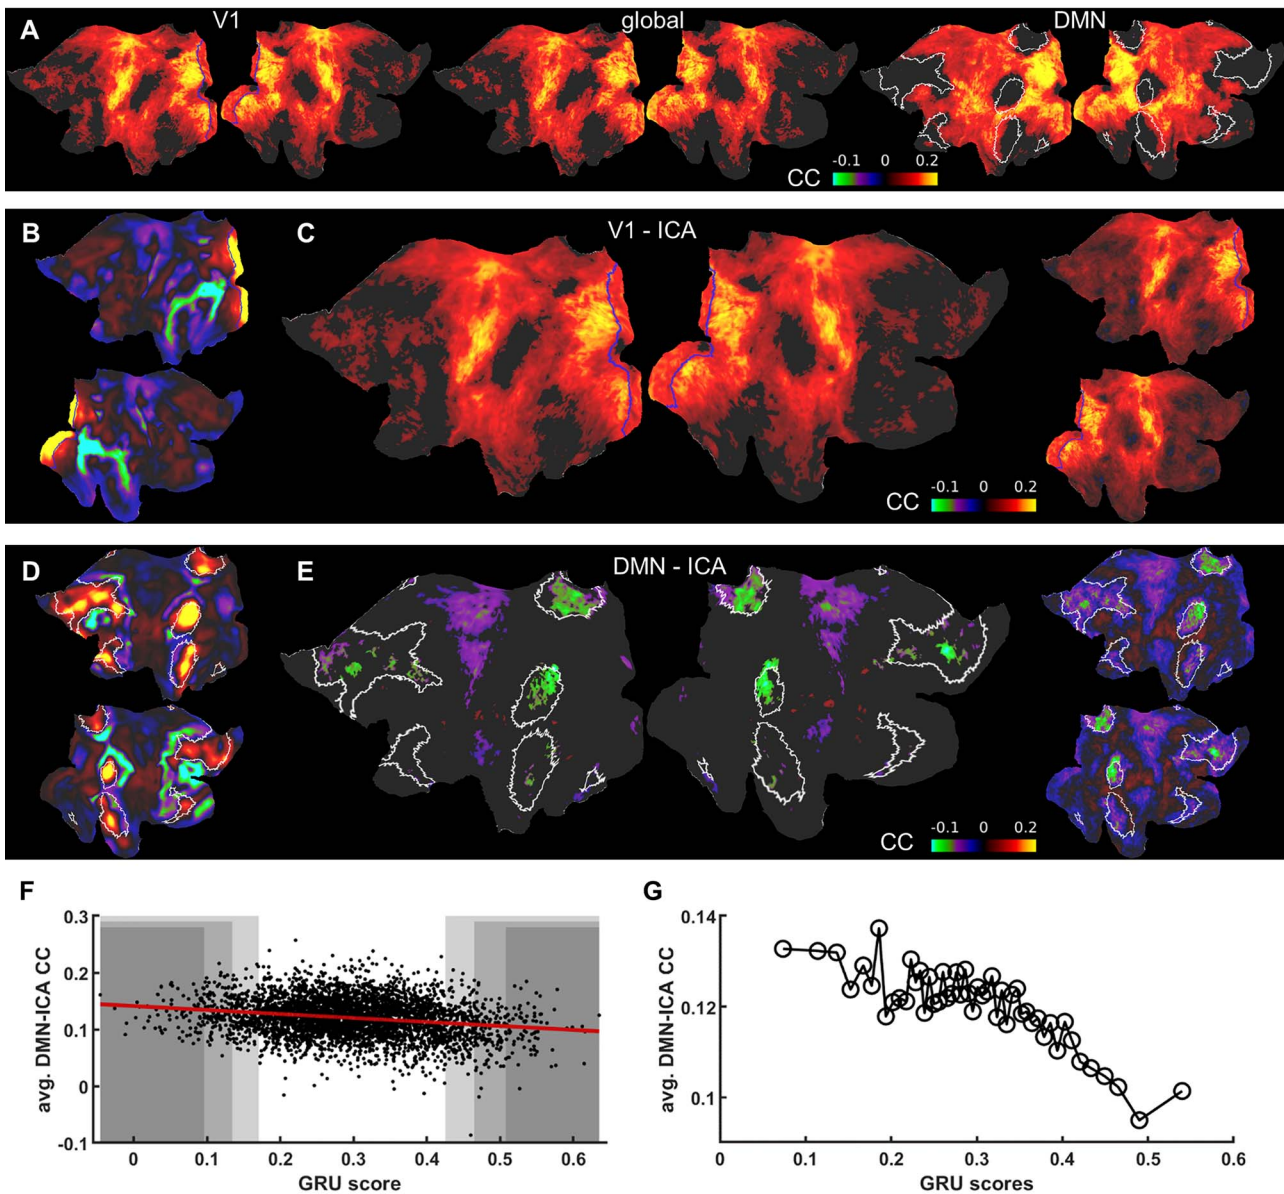 A
V1
global
DMN
CC
-0.1 0 0.2
B
C
V1 - ICA
CC
-0.1 0 0.2
D
E
DMN - ICA
CC
-0.1 0 0.2
F
avg. DMN-ICA CC
0.3
0.2
0.1
0
-0.1
0 0.1 0.2 0.3 0.4 0.5 0.6
GRU score
G
avg. DMN-ICA CC
0.14
0.12
0.1
0 0.1 0.2 0.3 0.4 0.5 0.6
GRU scores